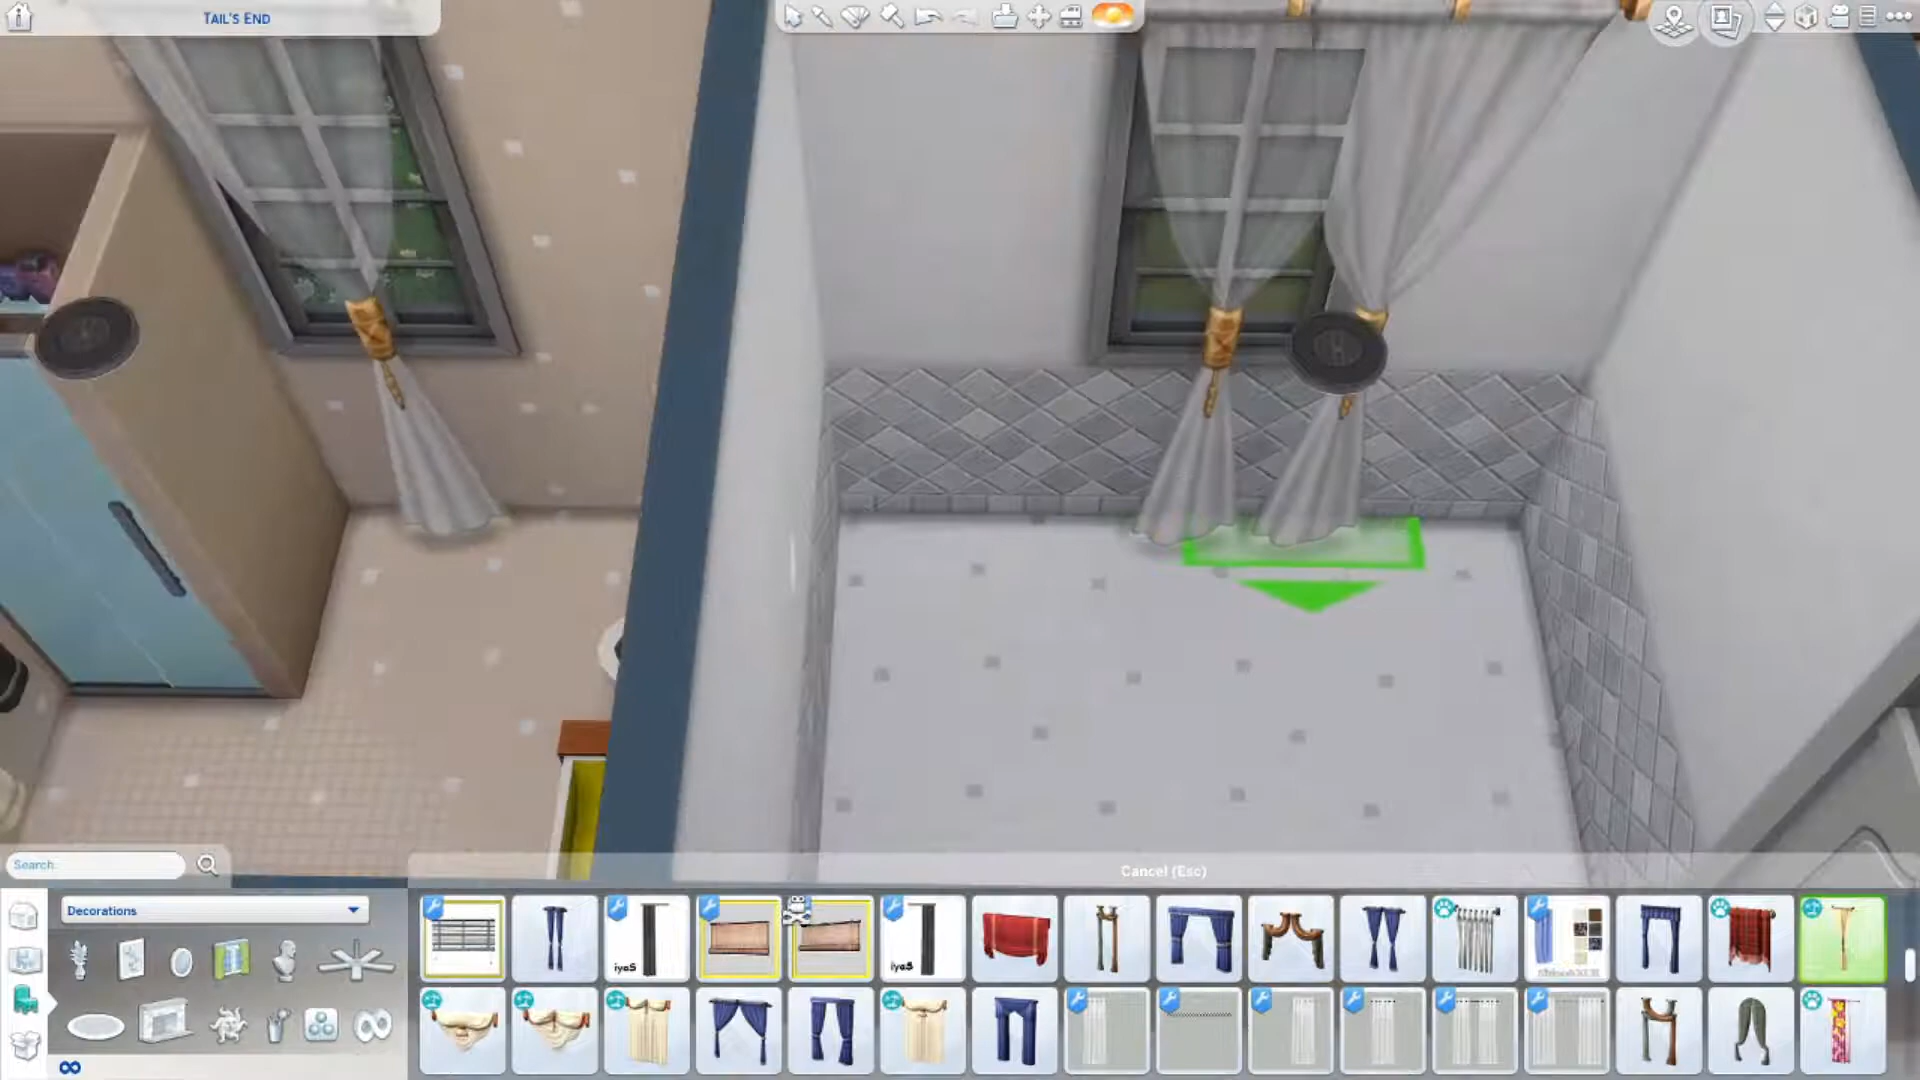 TAIL'S END
Cancel (Esc)
Search.
Decorations
iyaS
iyaS